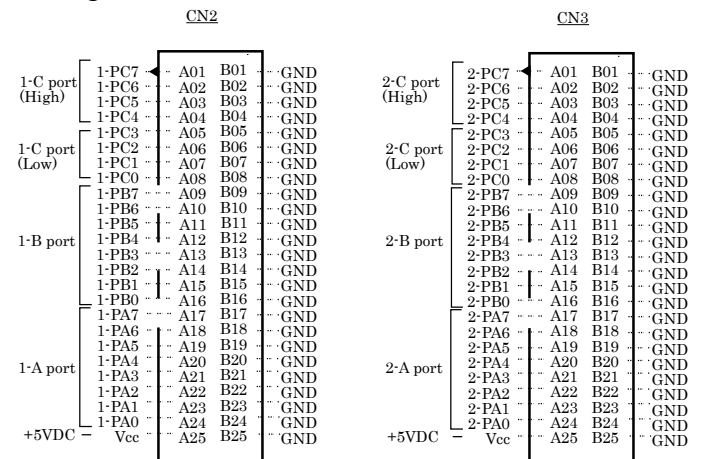 CN2
1-PC7 A01 B01 GND
1-C port 1-PC6 A02 B02 GND
(High) 1-PC5 A03 B03 GND
1-PC4 A04 B04 GND
1-PC3 A05 B05 GND
1-C port 1-PC2 A06 B06 GND
(Low) 1-PC1 A07 B07 GND
1-PC0 A08 B08 GND
1-PB7 A09 B09 GND
1-PB6 A10 B10 GND
1-PB5 A11 B11 GND
1-B port 1-PB4 A12 B12 GND
1-PB3 A13 B13 GND
1-PB2 A14 B14 GND
1-PB1 A15 B15 GND
1-PB0 A16 B16 GND
1-PA7 A17 B17 GND
1-PA6 A18 B18 GND
1-PA5 A19 B19 GND
1-A port 1-PA4 A20 B20 GND
1-PA3 A21 B21 GND
1-PA2 A22 B22 GND
1-PA1 A23 B23 GND
1-PA0 A24 B24 GND
+5VDC Vcc A25 B25 GND
CN3
2-PC7 A01 B01 GND
2-C port 2-PC6 A02 B02 GND
(High) 2-PC5 A03 B03 GND
2-PC4 A04 B04 GND
2-PC3 A05 B05 GND
2-C port 2-PC2 A06 B06 GND
(Low) 2-PC1 A07 B07 GND
2-PC0 A08 B08 GND
2-PB7 A09 B09 GND
2-PB6 A10 B10 GND
2-PB5 A11 B11 GND
2-B port 2-PB4 A12 B12 GND
2-PB3 A13 B13 GND
2-PB2 A14 B14 GND
2-PB1 A15 B15 GND
2-PB0 A16 B16 GND
2-PA7 A17 B17 GND
2-PA6 A18 B18 GND
2-PA5 A19 B19 GND
2-A port 2-PA4 A20 B20 GND
2-PA3 A21 B21 GND
2-PA2 A22 B22 GND
2-PA1 A23 B23 GND
2-PA0 A24 B24 GND
+5VDC Vcc A25 B25 GND